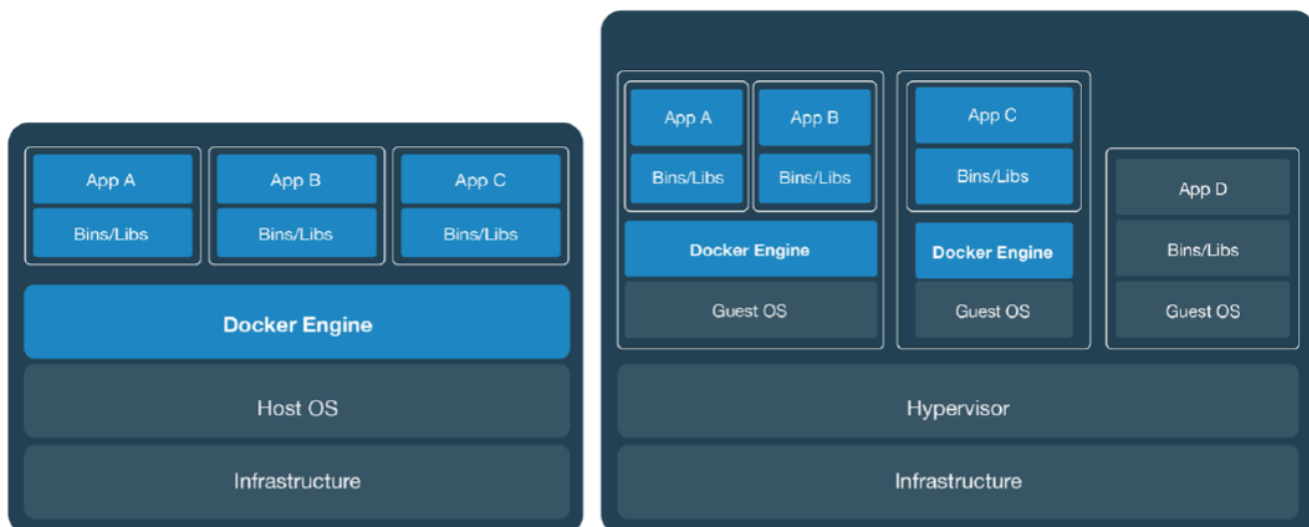 App A
App B
App C
Bins/Libs
Bins/Libs
Bins/Libs
Docker Engine
Host OS
Infrastructure
App A
App B
Bins/Libs
Bins/Libs
Docker Engine
Guest OS
App C
Bins/Libs
Docker Engine
Guest OS
App D
Bins/Libs
Guest OS
Hypervisor
Infrastructure